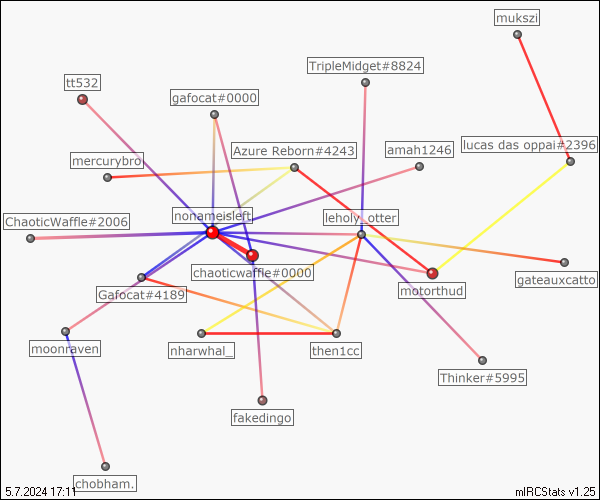 mukszi
TripleMidget#8824
tt532
gafocat#0000
lucas das oppai#2396
Azure Reborn#4243
amah1246
mercurybro
nonameisleft
leholy_otter
ChaoticWaffle#2006
chaoticwaffle#0000
gateauxcatto
motorthud
Gafocat#4189
moonraven
nharwhal_
then1cc
Thinker#5995
fakedingo
chobham.
5.7.2024 17:11
mIRCStats v1.25